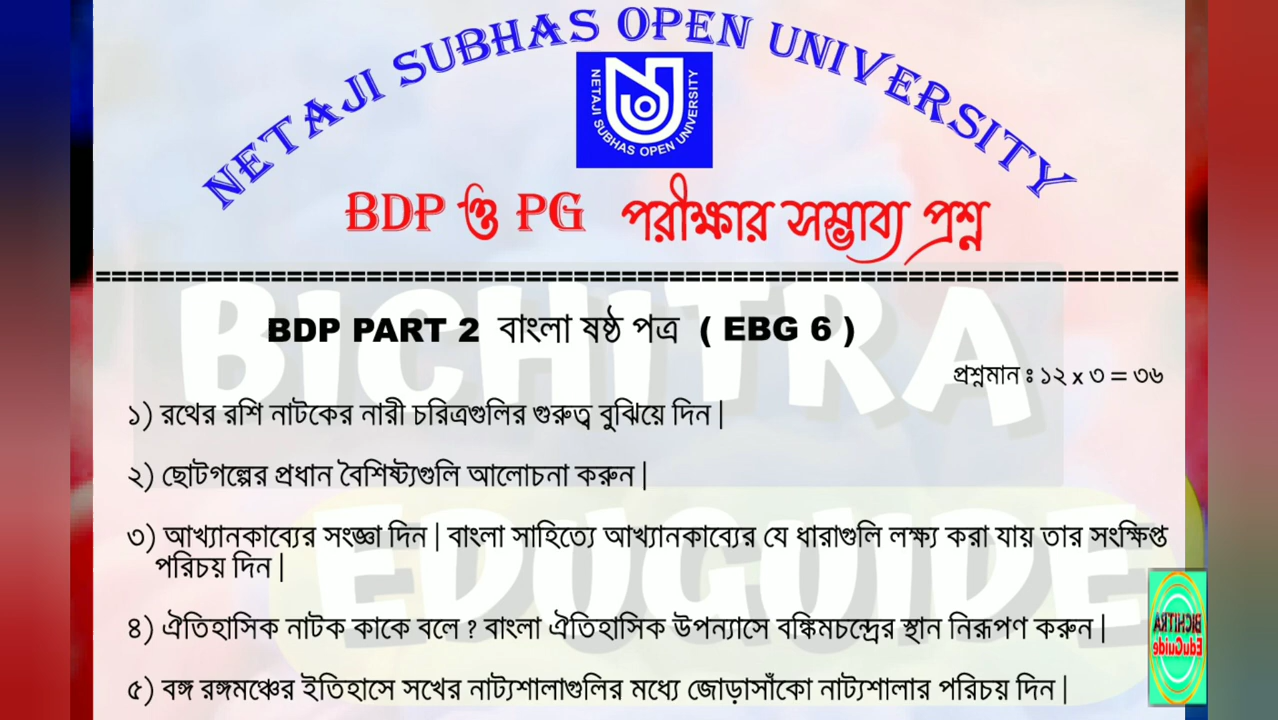 NETAJI SUBHAS OPEN UNIVERSITY
NETAJI SUBHAS OPEN UNIVERSITY
BDP ও PG পরীক্ষার সম্ভাব্য প্রশ্ন
BDP PART 2 বাংলা ষষ্ঠ পত্র ( EBG 6 )
প্রশ্নমান ঃ ১২ x ৩ = ৩৬
১) রথের রশি নাটকের নারী চরিত্রগুলির গুরুত্ব বুঝিয়ে দিন |
২) ছোটগল্পের প্রধান বৈশিষ্ট্যগুলি আলোচনা করুন |
৩) আখ্যানকাব্যের সংজ্ঞা দিন | বাংলা সাহিত্যে আখ্যানকাব্যের যে ধারাগুলি লক্ষ্য করা যায় তার সংক্ষিপ্ত
পরিচয় দিন |
৪) ঐতিহাসিক নাটক কাকে বলে ? বাংলা ঐতিহাসিক উপন্যাসে বঙ্কিমচন্দ্রের স্থান নিরূপণ করুন |
৫) বঙ্গ রঙ্গমঞ্চের ইতিহাসে সখের নাট্যশালাগুলির মধ্যে জোড়াসাঁকো নাট্যশালার পরিচয় দিন |
BICHITRA
EDUGUIDE
BICHITRA
EduGuide